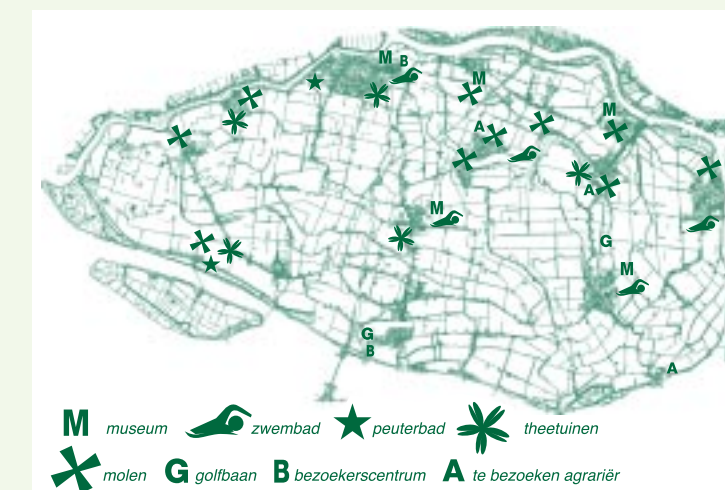 M B
M
M
A
A
M
G
M
G
B
A
M museum zwembad peuterbad theetuinen
molen G golfbaan B bezoekerscentrum A te bezoeken agrariër